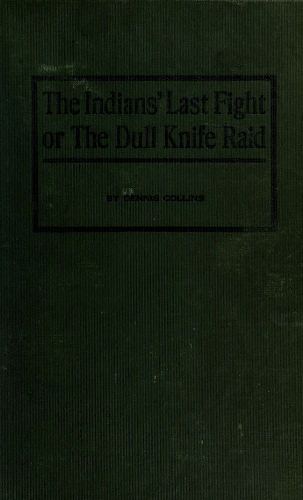 The Indians' Last Fight
or The Dull Knife Raid
BY DENNIS COLLINS